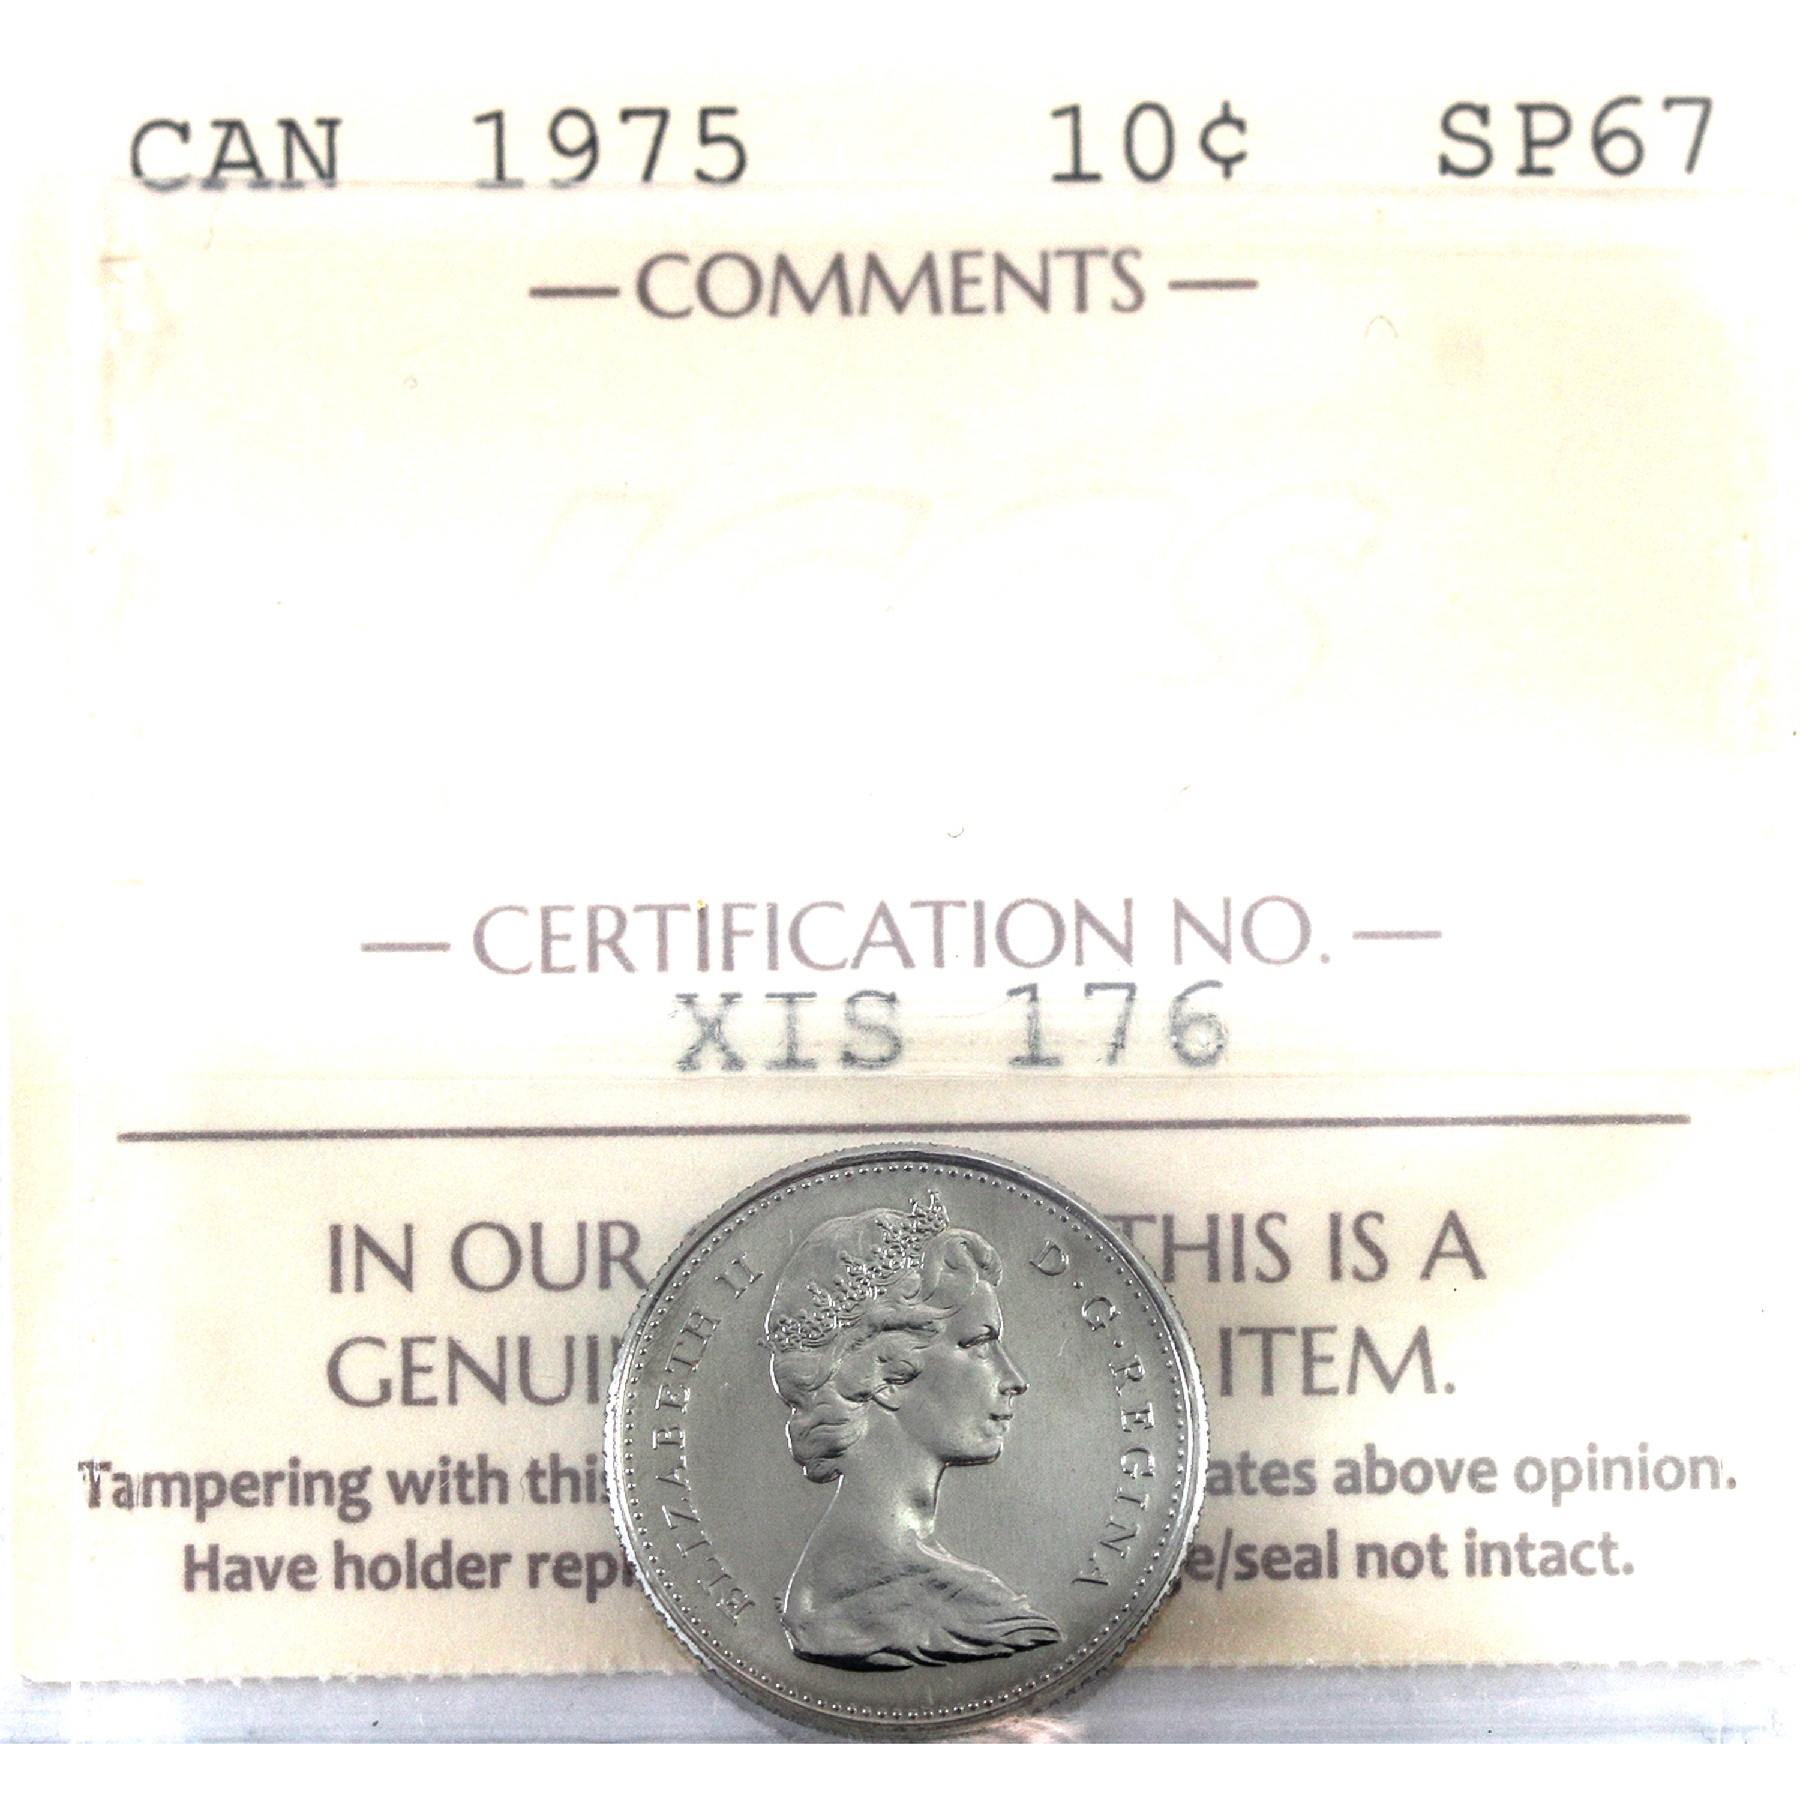 CAN 1975 10¢ SP67
— COMMENTS —
— CERTIFICATION NO. —
XIS 176
IN OUR THIS IS A
GENUI ITEM.
Tampering with this ates above opinion.
Have holder repl e/seal not intact.
ELIZABETH II D·G·REGINA